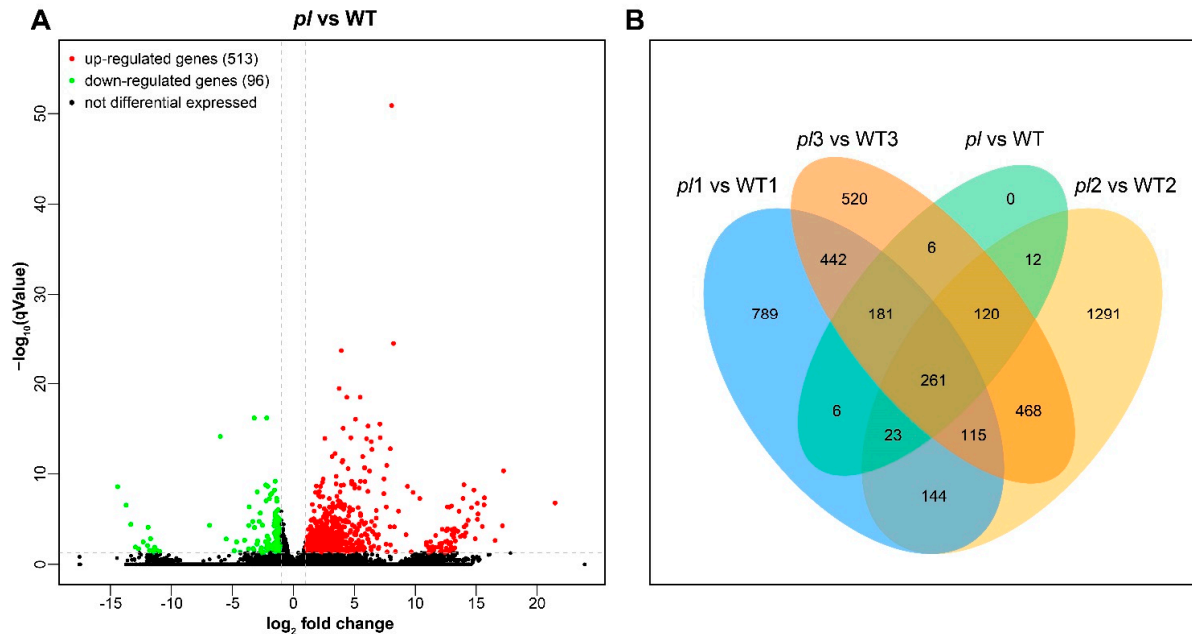 A
pl vs WT
up-regulated genes (513)
down-regulated genes (96)
not differential expressed
−log10(qValue)
50
40
30
20
10
0
-15
-10
-5
0
5
10
15
20
log2 fold change
B
pl3 vs WT3
pl vs WT
pl1 vs WT1
pl2 vs WT2
520
0
442
6
12
789
181
120
1291
261
6
23
115
468
144